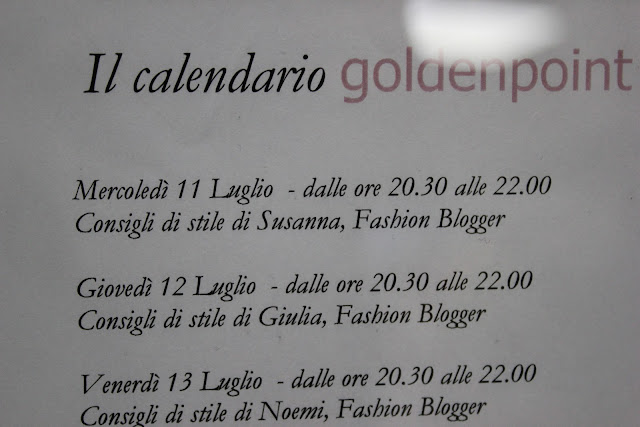 Il calendario goldenpoint
Mercoledì 11 Luglio - dalle ore 20.30 alle 22.00
Consigli di stile di Susanna, Fashion Blogger
Giovedì 12 Luglio - dalle ore 20.30 alle 22.00
Consigli di stile di Giulia, Fashion Blogger
Venerdì 13 Luglio - dalle ore 20.30 alle 22.00
Consigli di stile di Noemi, Fashion Blogger